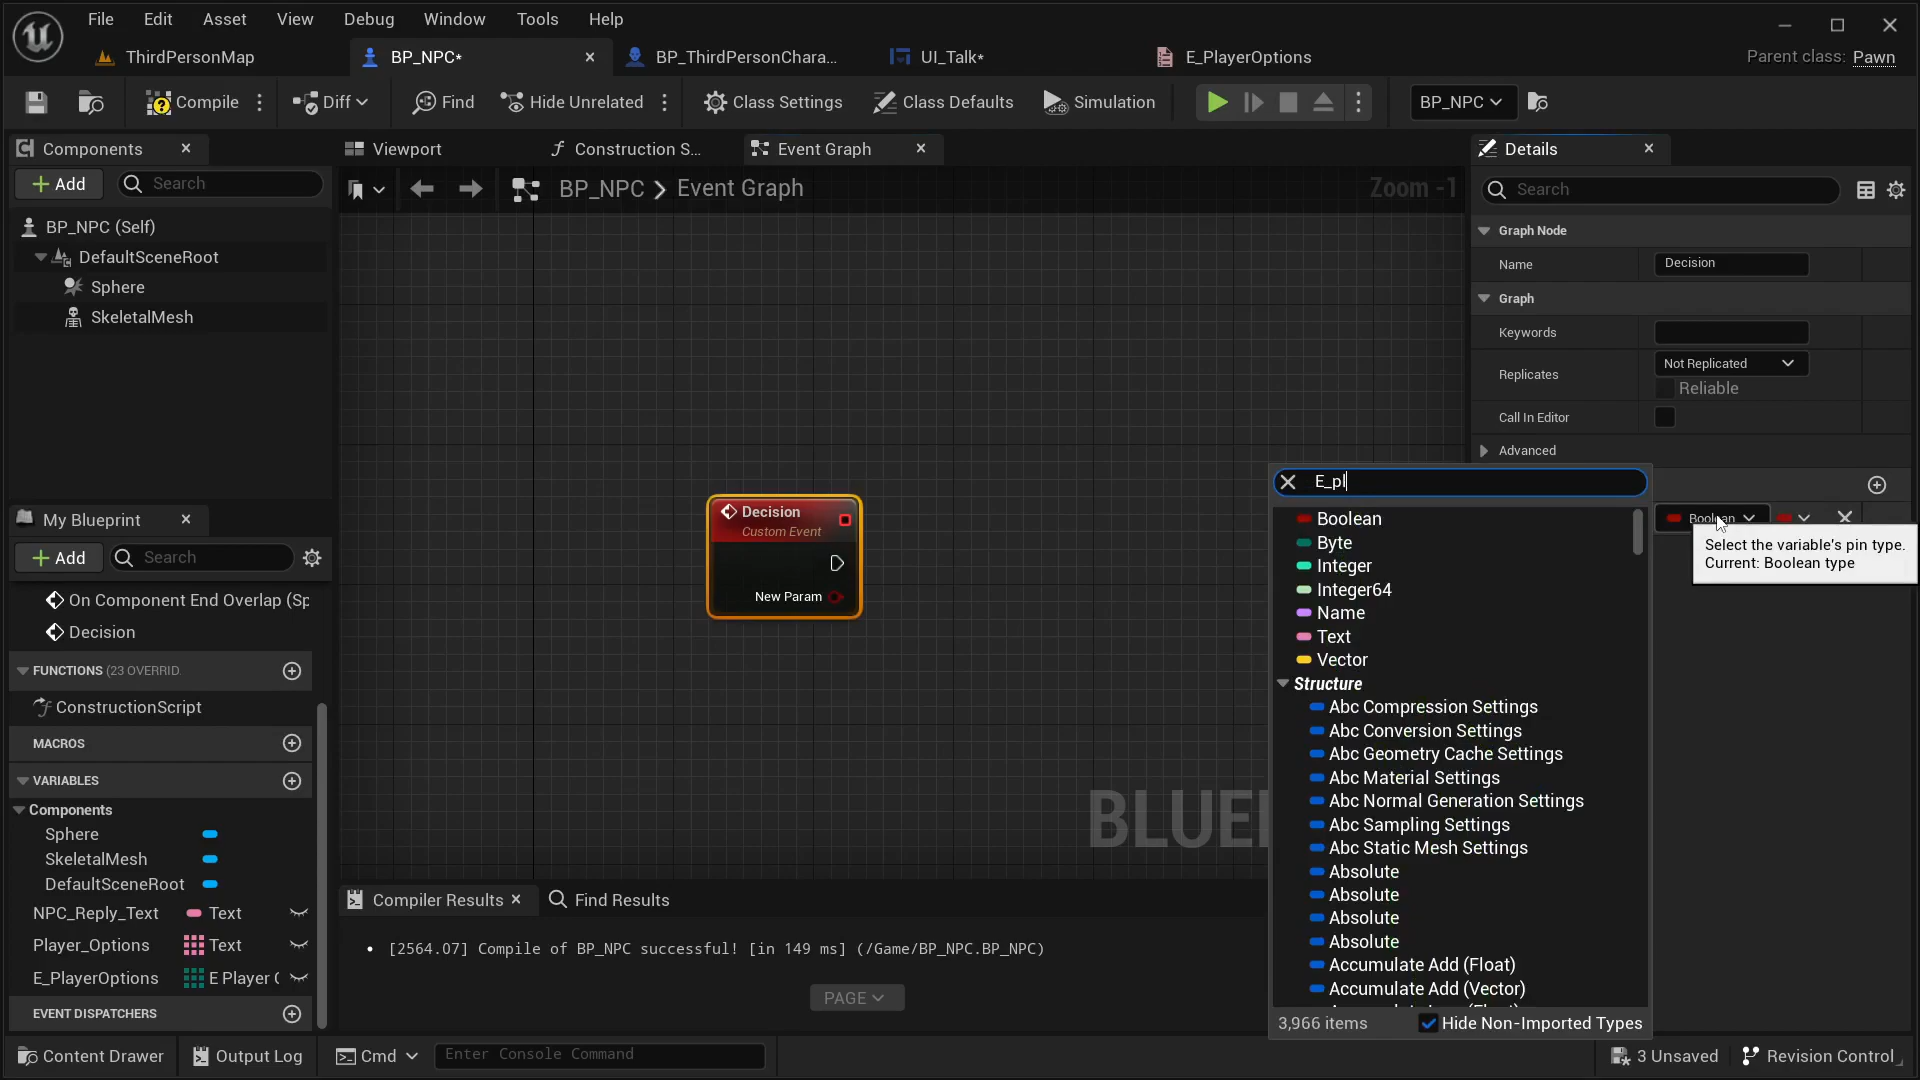 File
Edit
Asset
View
Debug
Window
Tools
Help
ThirdPersonMap
BP_NPC*
BP_ThirdPersonChara...
UI_Talk*
E_PlayerOptions
Parent class: Pawn
Compile
Diff
Find
Hide Unrelated
Class Settings
Class Defaults
Simulation
BP_NPC
Components
Add
Search
BP_NPC (Self)
DefaultSceneRoot
Sphere
SkeletalMesh
My Blueprint
Add
Search
On Component End Overlap (Sp
Decision
FUNCTIONS (23 OVERRID
ConstructionScript
MACROS
VARIABLES
Components
Sphere
SkeletalMesh
DefaultSceneRoot
NPC_Reply_Text Text
Player_Options Text
E_PlayerOptions E Player
EVENT DISPATCHERS
Viewport
Construction S...
Event Graph
BP_NPC > Event Graph
Zoom -1
Decision
Custom Event
New Param
Compiler Results
Find Results
• [2564.07] Compile of BP_NPC successful! [in 149 ms] (/Game/BP_NPC.BP_NPC)
PAGE
Details
Search
Graph Node
Name Decision
Graph
Keywords
Replicates Not Replicated
Reliable
Call In Editor
Advanced
Boolean
Select the variable's pin type.
Current: Boolean type
E_pl
Boolean
Byte
Integer
Integer64
Name
Text
Vector
Structure
Abc Compression Settings
Abc Conversion Settings
Abc Geometry Cache Settings
Abc Material Settings
Abc Normal Generation Settings
Abc Sampling Settings
Abc Static Mesh Settings
Absolute
Absolute
Absolute
Absolute
Accumulate Add (Float)
Accumulate Add (Vector)
3,966 items
Hide Non-Imported Types
Content Drawer
Output Log
Cmd
Enter Console Command
3 Unsaved
Revision Control